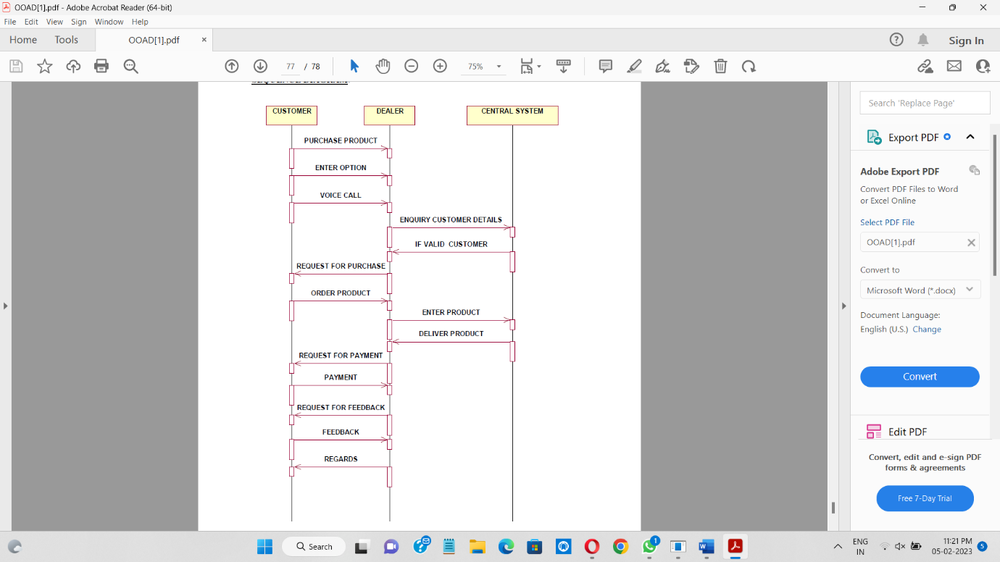 OOAD[1].pdf - Adobe Acrobat Reader (64-bit)
File Edit View Sign Window Help
Home Tools OOAD[1].pdf × Sign In
77 / 78 75%
CUSTOMER DEALER CENTRAL SYSTEM
PURCHASE PRODUCT
ENTER OPTION
VOICE CALL
ENQUIRY CUSTOMER DETAILS
IF VALID CUSTOMER
REQUEST FOR PURCHASE
ORDER PRODUCT
ENTER PRODUCT
DELIVER PRODUCT
REQUEST FOR PAYMENT
PAYMENT
REQUEST FOR FEEDBACK
FEEDBACK
REGARDS
Search 'Replace Page'
Export PDF
Adobe Export PDF
Convert PDF Files to Word
or Excel Online
Select PDF File
OOAD[1].pdf
Convert to
Microsoft Word (*.docx)
Document Language:
English (U.S.) Change
Convert
Edit PDF
Convert, edit and e-sign PDF
forms & agreements
Free 7-Day Trial
Search
1
ENG
IN
11:21 PM
05-02-2023
5